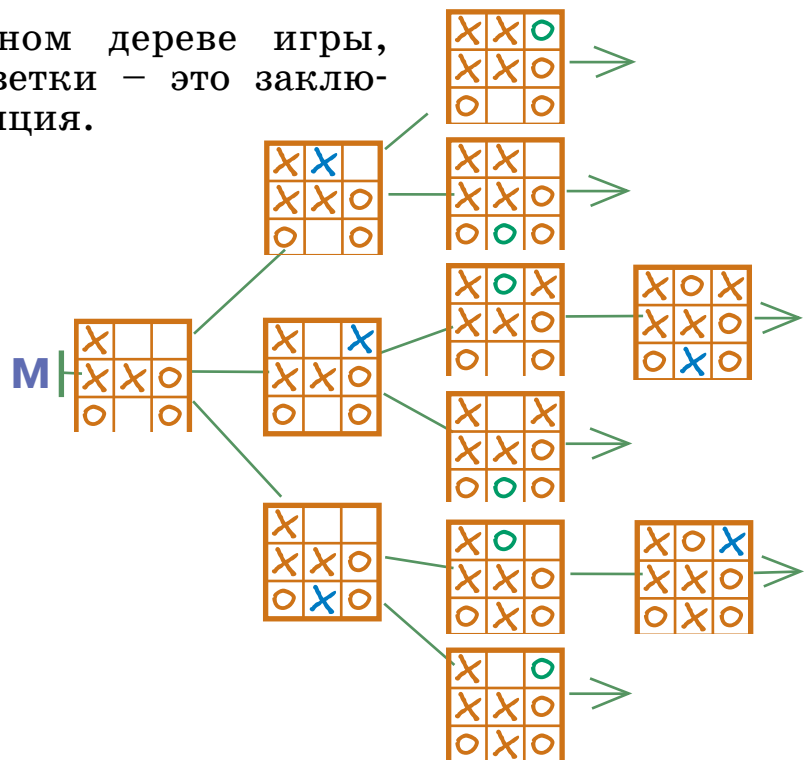 ном дереве игры,
ветки – это заклю-
ция.
М